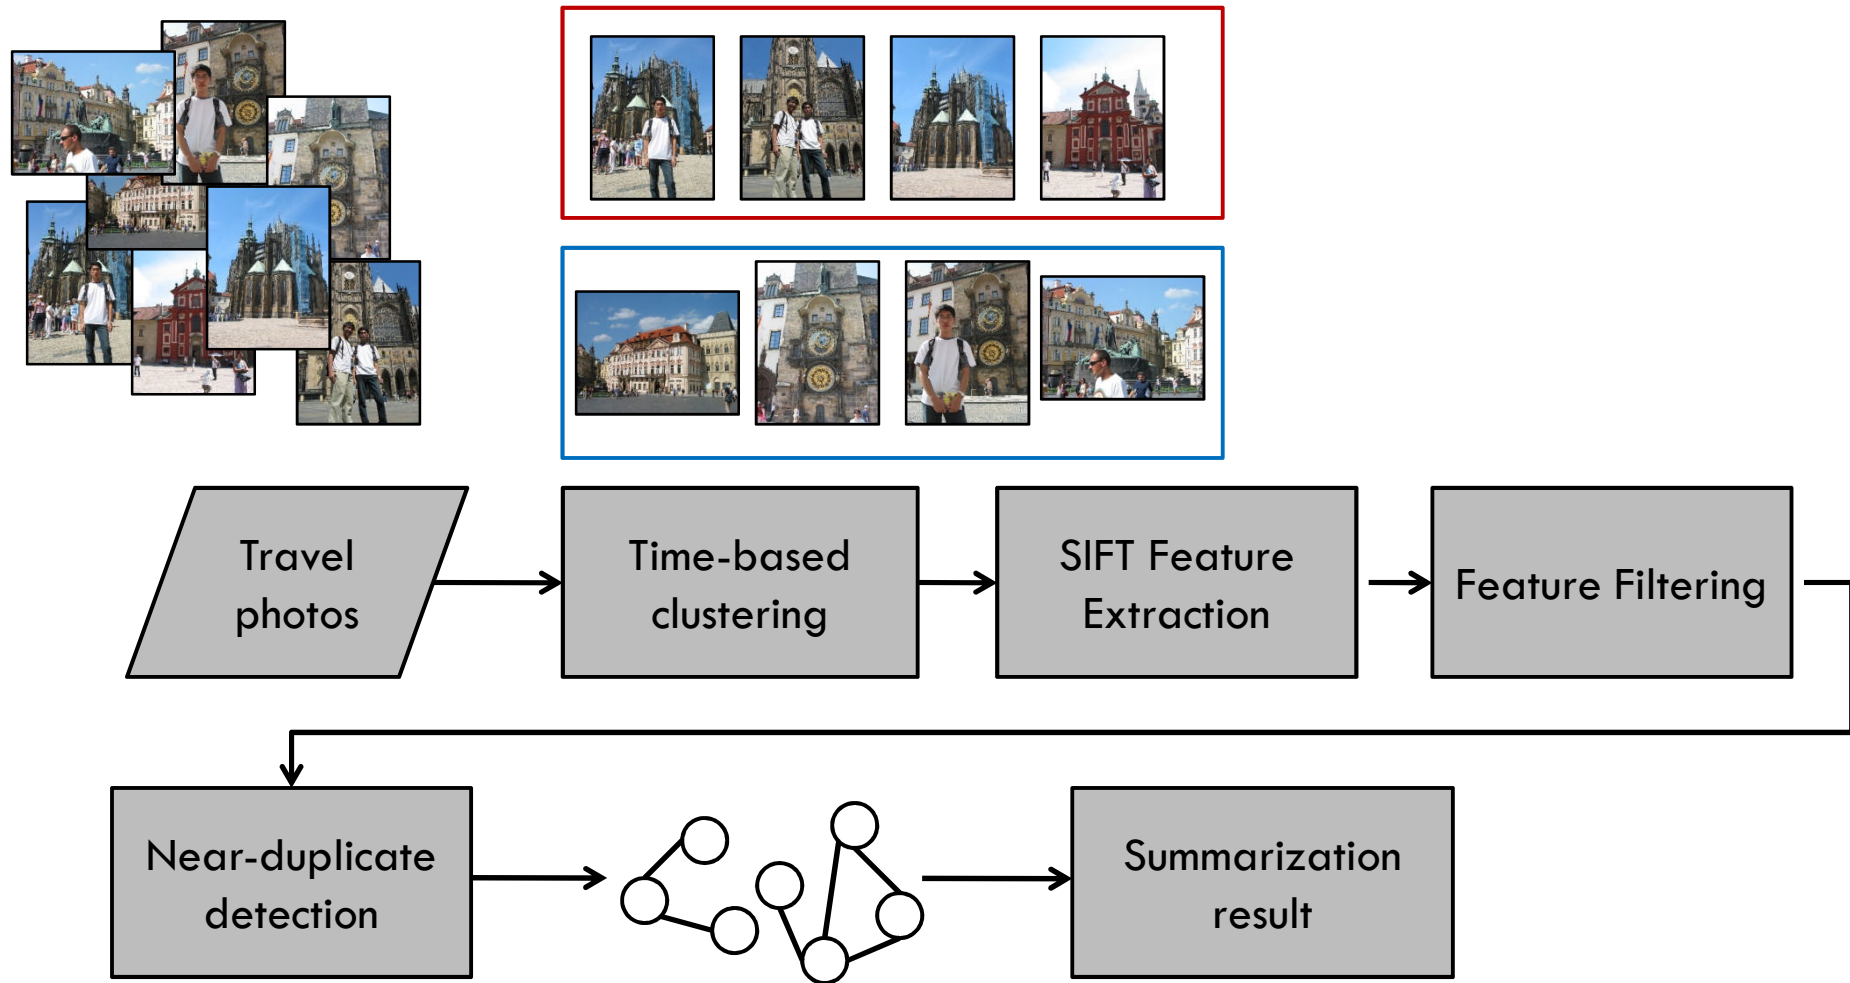 Travel
photos
Time-based
clustering
SIFT Feature
Extraction
Feature Filtering
Near-duplicate
detection
Summarization
result